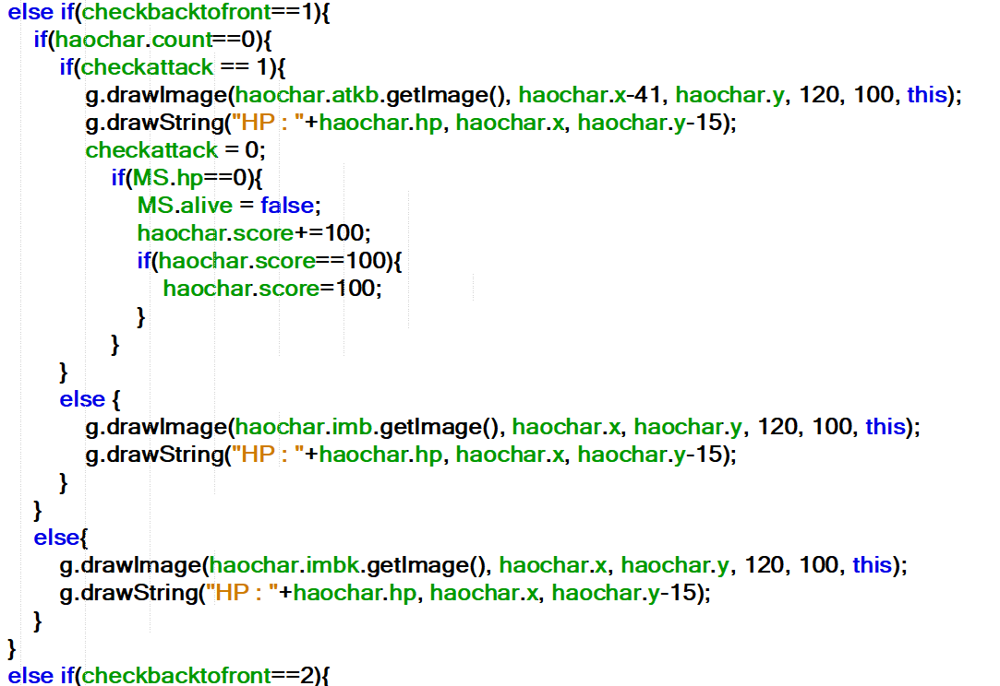 else if(checkbacktofront==1){
if(haochar.count==0){
if(checkattack == 1){
g.drawImage(haochar.atkb.getImage(), haochar.x-41, haochar.y, 120, 100, this);
g.drawString("HP : "+haochar.hp, haochar.x, haochar.y-15);
checkattack = 0;
if(MS.hp==0){
MS.alive = false;
haochar.score+=100;
if(haochar.score==100){
haochar.score=100;
}
}
}
else {
g.drawImage(haochar.imb.getImage(), haochar.x, haochar.y, 120, 100, this);
g.drawString("HP : "+haochar.hp, haochar.x, haochar.y-15);
}
}
else{
g.drawImage(haochar.imbk.getImage(), haochar.x, haochar.y, 120, 100, this);
g.drawString("HP : "+haochar.hp, haochar.x, haochar.y-15);
}
}
else if(checkbacktofront==2){